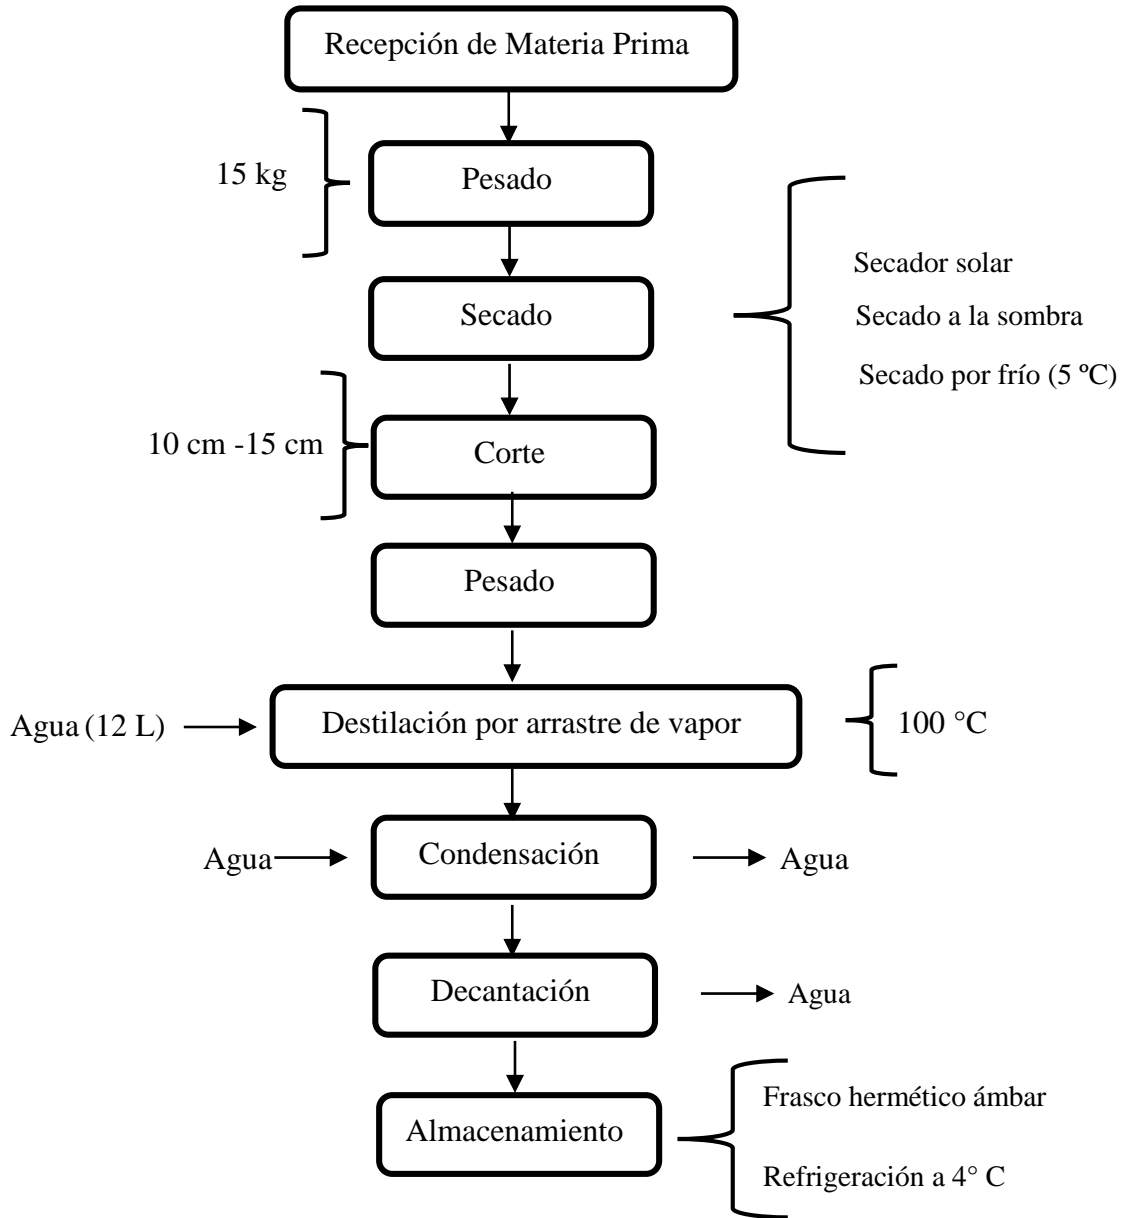 Recepción de Materia Prima
15 kg
Pesado
Secador solar
Secado
Secado a la sombra
Secado por frío (5 ºC)
10 cm -15 cm
Corte
Pesado
Agua (12 L)
Destilación por arrastre de vapor
100 °C
Agua
Condensación
Agua
Decantación
Agua
Frasco hermético ámbar
Almacenamiento
Refrigeración a 4° C